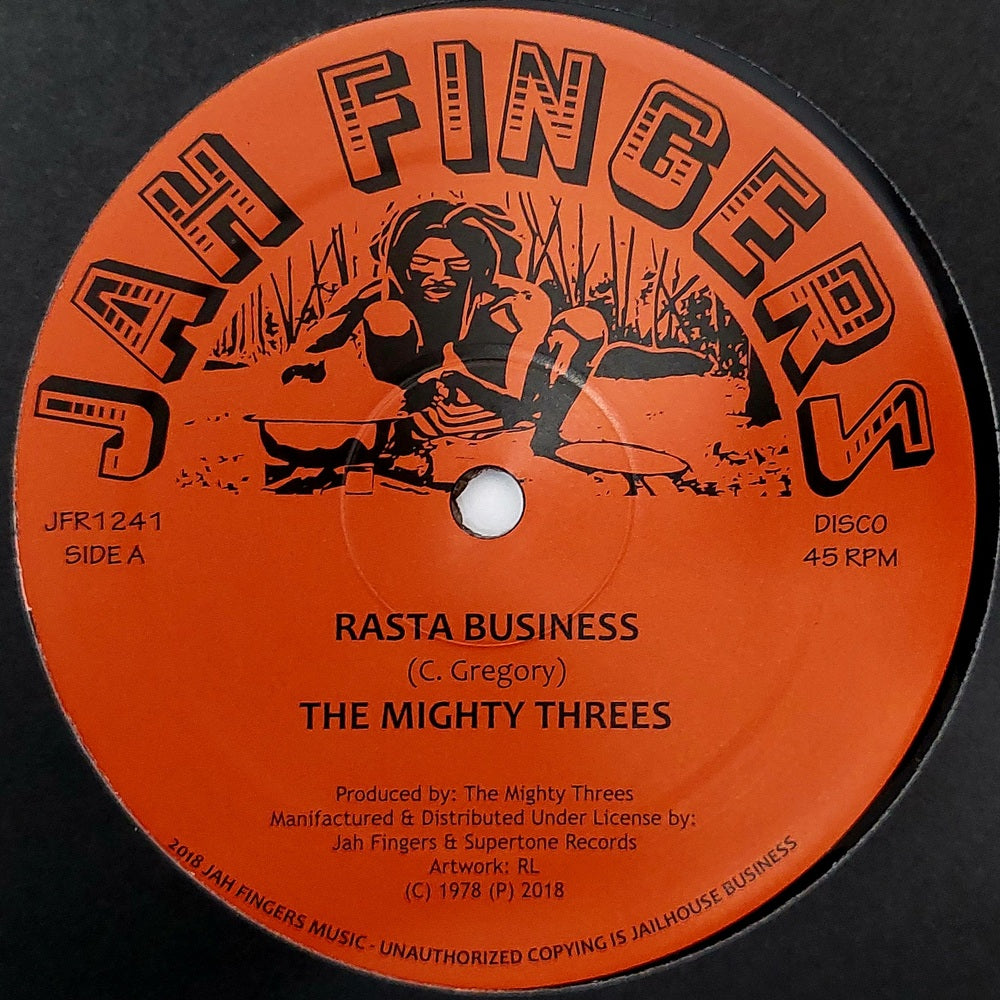 JAH FINGERS
JFR1241
SIDE A
DISCO
45 RPM
RASTA BUSINESS
(C. Gregory)
THE MIGHTY THREES
Produced by: The Mighty Threes
Manifactured & Distributed Under License by:
Jah Fingers & Supertone Records
Artwork: RL
(C) 1978 (P) 2018
2018 JAH FINGERS MUSIC - UNAUTHORIZED COPYING IS JAILHOUSE BUSINESS